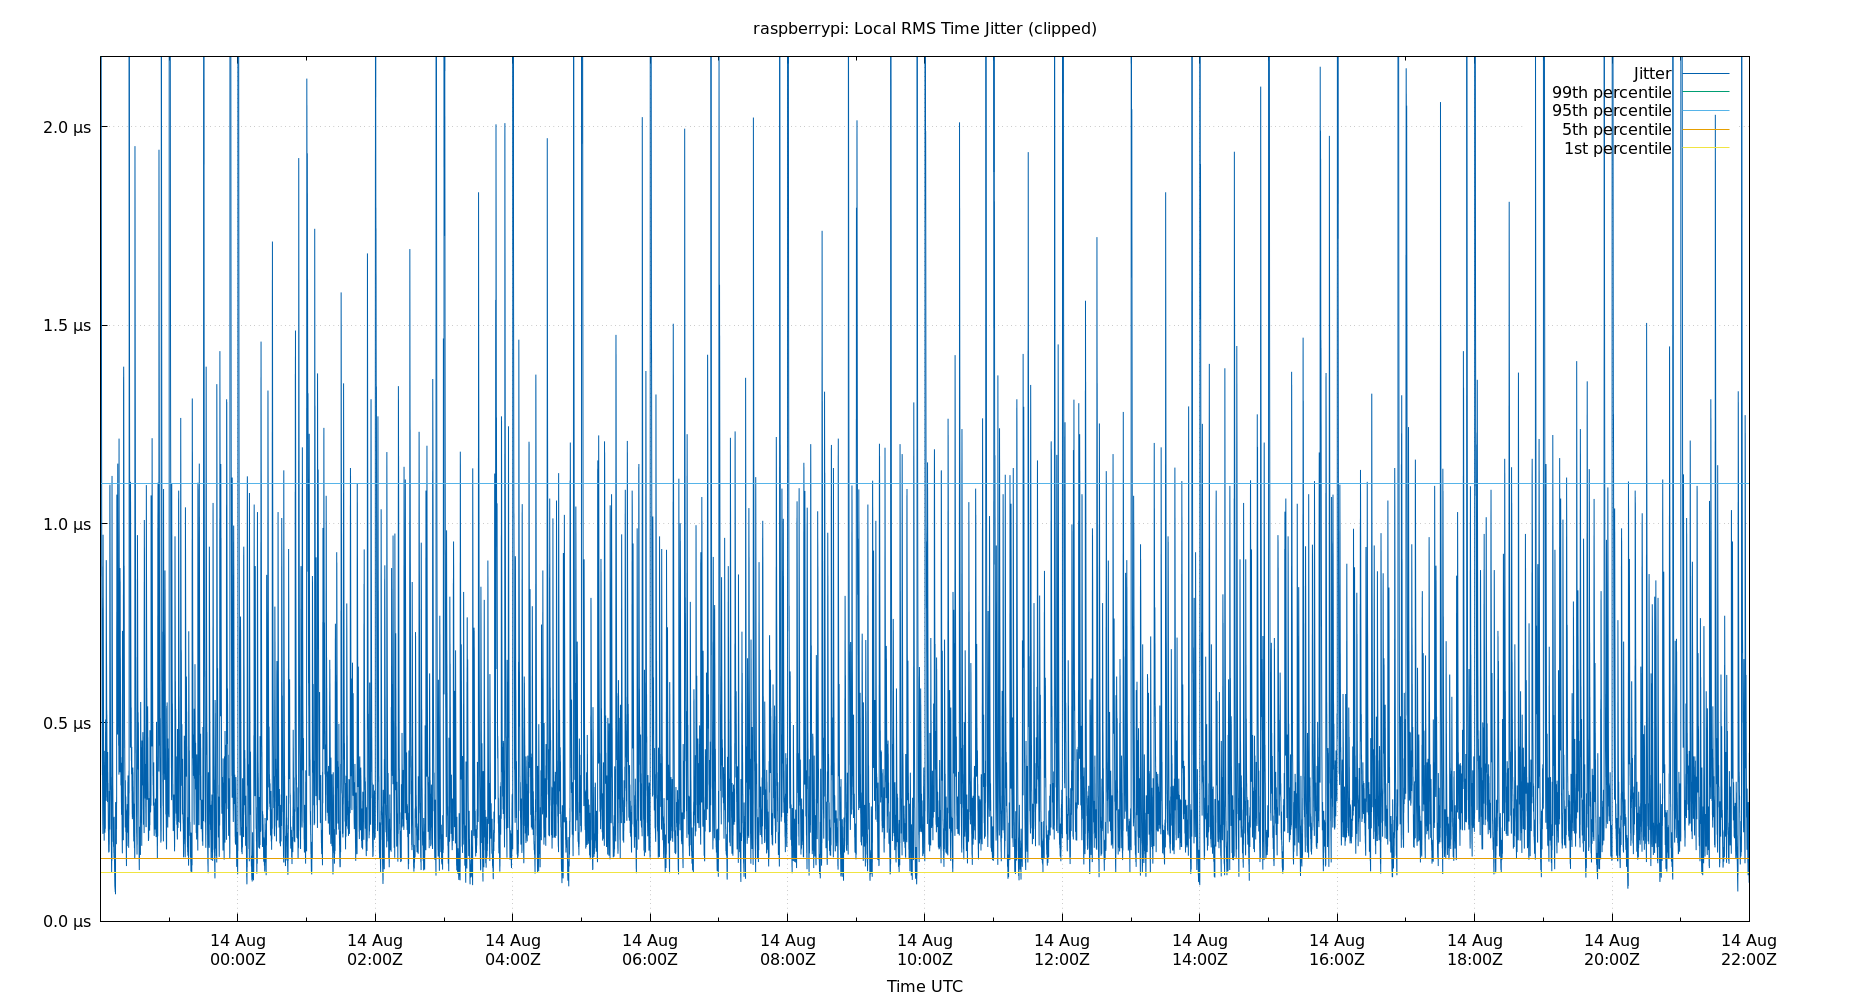 raspberrypi: Local RMS Time Jitter (clipped)
Jitter
99th percentile
95th percentile
5th percentile
1st percentile
2.0 µs
1.5 µs
1.0 µs
0.5 µs
0.0 µs
14 Aug 14 Aug 14 Aug 14 Aug 14 Aug 14 Aug 14 Aug 14 Aug 14 Aug 14 Aug 14 Aug 14 Aug
00:00Z 02:00Z 04:00Z 06:00Z 08:00Z 10:00Z 12:00Z 14:00Z 16:00Z 18:00Z 20:00Z 22:00Z
Time UTC